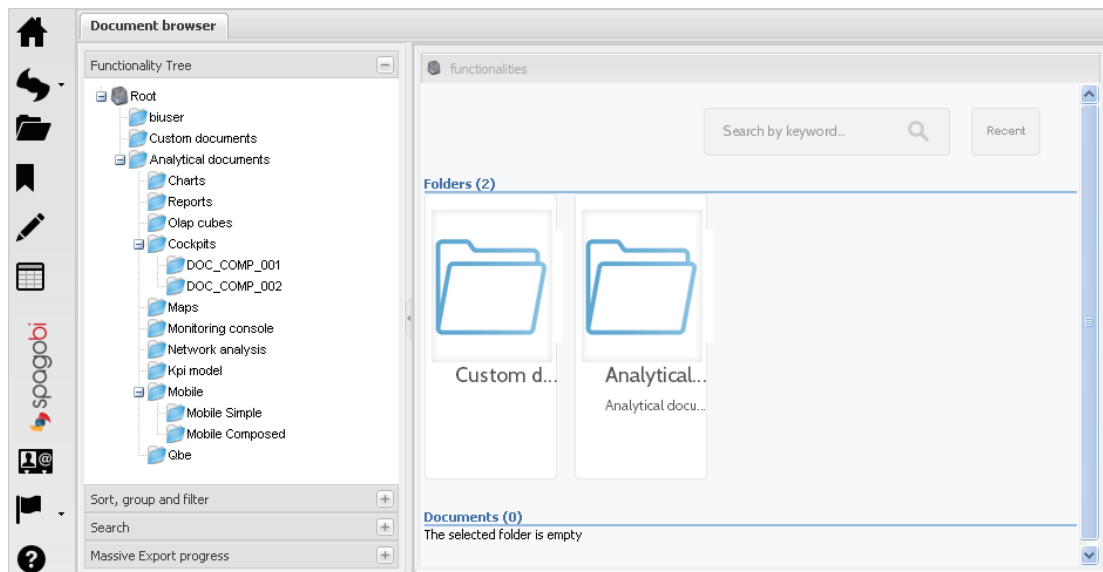 Document browser
Functionality Tree
Root
biuser
Custom documents
Analytical documents
Charts
Reports
Olap cubes
Cockpits
DOC_COMP_001
DOC_COMP_002
Maps
Monitoring console
Network analysis
Kpi model
Mobile
Mobile Simple
Mobile Composed
Qbe
Sort, group and filter
Search
Massive Export progress
spagobi
functionalities
Search by keyword...
Recent
Folders (2)
Custom d...
Analytical...
Analytical docu...
Documents (0)
The selected folder is empty